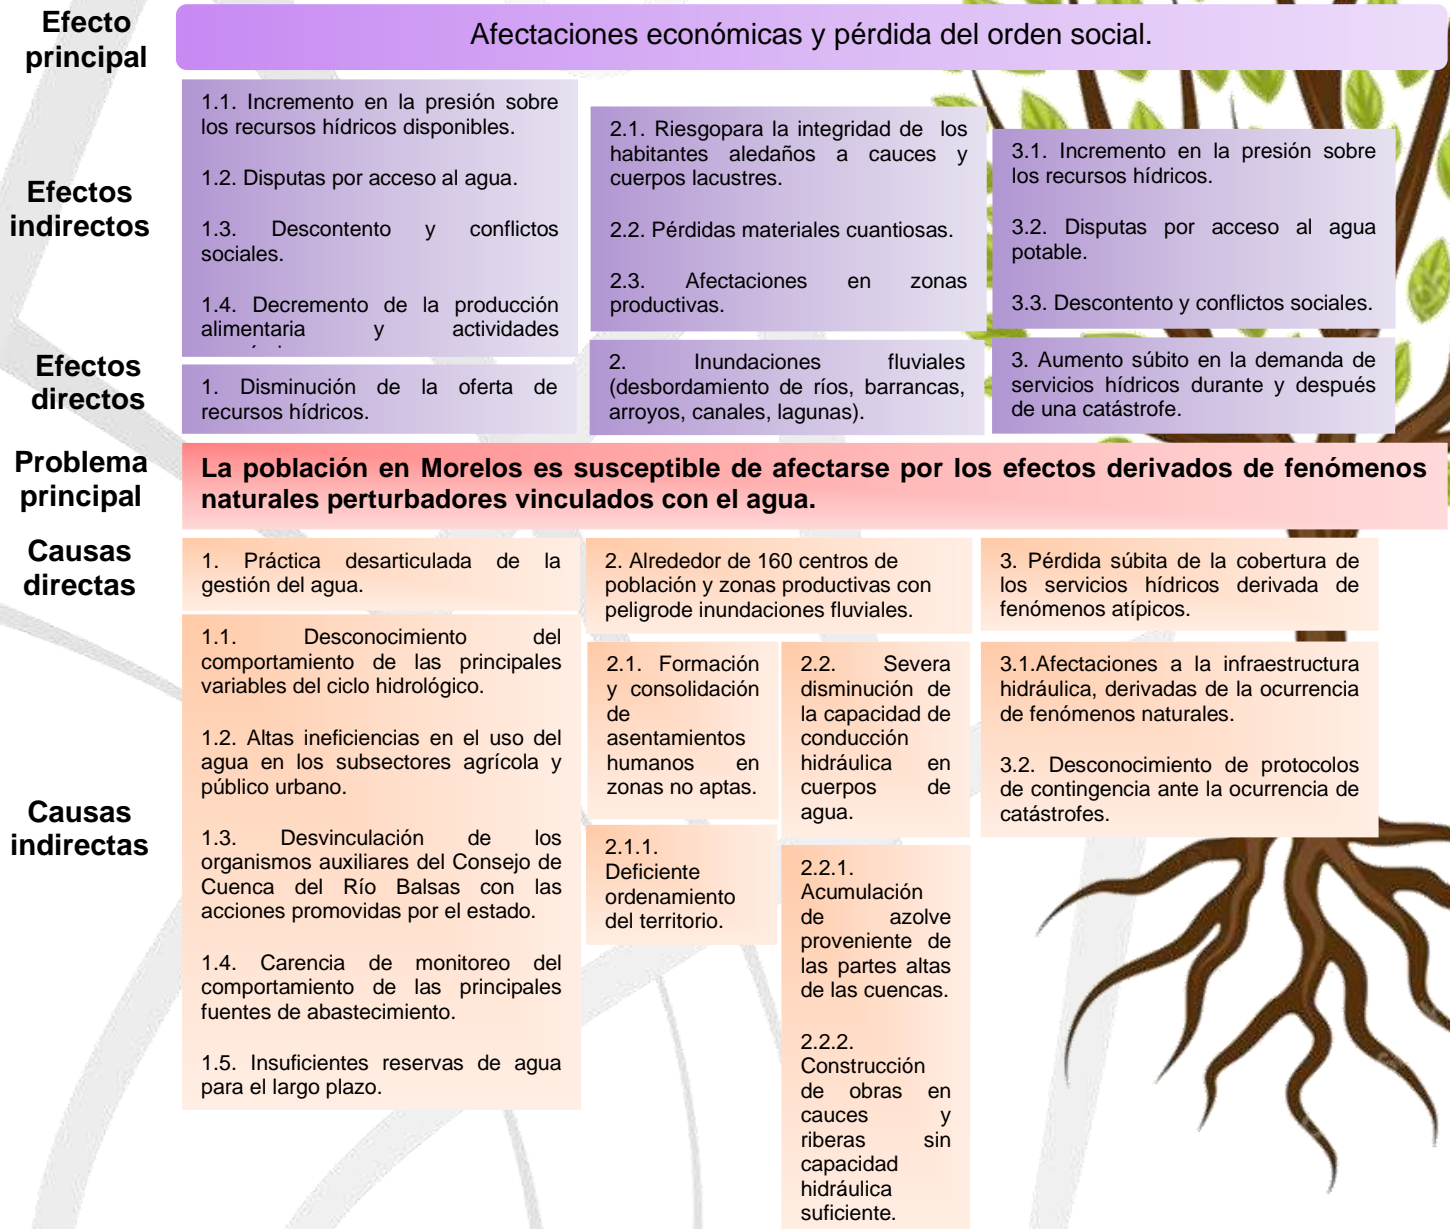 Efecto
principal
Afectaciones económicas y pérdida del orden social.
Efectos
indirectos
1.1. Incremento en la presión sobre
los recursos hídricos disponibles.
1.2. Disputas por acceso al agua.
1.3. Descontento y conflictos
sociales.
1.4. Decremento de la producción
alimentaria y actividades
2.1. Riesgopara la integridad de los
habitantes aledaños a cauces y
cuerpos lacustres.
2.2. Pérdidas materiales cuantiosas.
2.3. Afectaciones en zonas
productivas.
3.1. Incremento en la presión sobre
los recursos hídricos.
3.2. Disputas por acceso al agua
potable.
3.3. Descontento y conflictos sociales.
Efectos
directos
1. Disminución de la oferta de
recursos hídricos.
2. Inundaciones fluviales
(desbordamiento de ríos, barrancas,
arroyos, canales, lagunas).
3. Aumento súbito en la demanda de
servicios hídricos durante y después
de una catástrofe.
Problema
principal
La población en Morelos es susceptible de afectarse por los efectos derivados de fenómenos
naturales perturbadores vinculados con el agua.
Causas
directas
1. Práctica desarticulada de la
gestión del agua.
2. Alrededor de 160 centros de
población y zonas productivas con
peligrode inundaciones fluviales.
3. Pérdida súbita de la cobertura de
los servicios hídricos derivada de
fenómenos atípicos.
Causas
indirectas
1.1. Desconocimiento del
comportamiento de las principales
variables del ciclo hidrológico.
1.2. Altas ineficiencias en el uso del
agua en los subsectores agrícola y
público urbano.
1.3. Desvinculación de los
organismos auxiliares del Consejo de
Cuenca del Río Balsas con las
acciones promovidas por el estado.
1.4. Carencia de monitoreo del
comportamiento de las principales
fuentes de abastecimiento.
1.5. Insuficientes reservas de agua
para el largo plazo.
2.1. Formación
y consolidación
de
asentamientos
humanos en
zonas no aptas.
2.1.1.
Deficiente
ordenamiento
del territorio.
2.2. Severa
disminución de
la capacidad de
conducción
hidráulica en
cuerpos de
agua.
2.2.1.
Acumulación
de azolve
proveniente de
las partes altas
de las cuencas.
2.2.2.
Construcción
de obras en
cauces y
riberas sin
capacidad
hidráulica
suficiente.
3.1.Afectaciones a la infraestructura
hidráulica, derivadas de la ocurrencia
de fenómenos naturales.
3.2. Desconocimiento de protocolos
de contingencia ante la ocurrencia de
catástrofes.